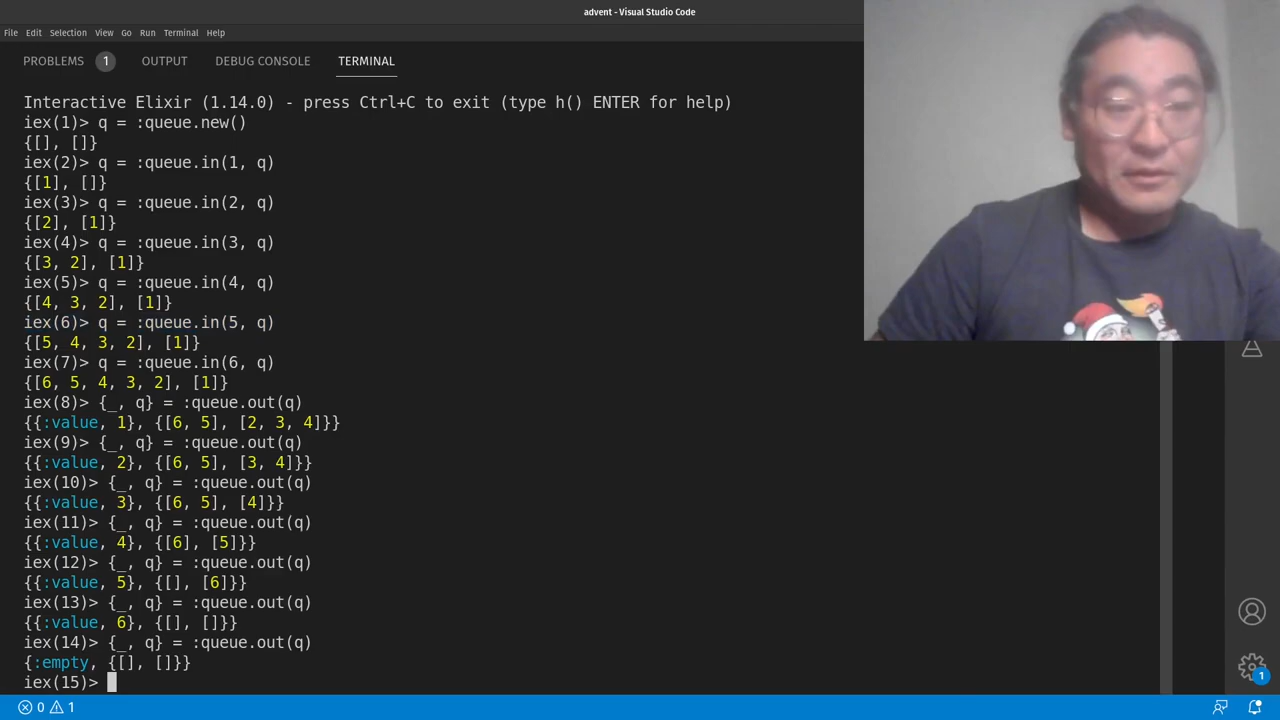 advent - Visual Studio Code
File Edit Selection View Go Run Terminal Help
PROBLEMS 1 OUTPUT DEBUG CONSOLE TERMINAL
Interactive Elixir (1.14.0) - press Ctrl+C to exit (type h() ENTER for help)
iex(1)> q = :queue.new()
{[], []}
iex(2)> q = :queue.in(1, q)
{[1], []}
iex(3)> q = :queue.in(2, q)
{[2], [1]}
iex(4)> q = :queue.in(3, q)
{[3, 2], [1]}
iex(5)> q = :queue.in(4, q)
{[4, 3, 2], [1]}
iex(6)> q = :queue.in(5, q)
{[5, 4, 3, 2], [1]}
iex(7)> q = :queue.in(6, q)
{[6, 5, 4, 3, 2], [1]}
iex(8)> {_, q} = :queue.out(q)
{{:value, 1}, {[6, 5], [2, 3, 4]}}
iex(9)> {_, q} = :queue.out(q)
{{:value, 2}, {[6, 5], [3, 4]}}
iex(10)> {_, q} = :queue.out(q)
{{:value, 3}, {[6, 5], [4]}}
iex(11)> {_, q} = :queue.out(q)
{{:value, 4}, {[6], [5]}}
iex(12)> {_, q} = :queue.out(q)
{{:value, 5}, {[], [6]}}
iex(13)> {_, q} = :queue.out(q)
{{:value, 6}, {[], []}}
iex(14)> {_, q} = :queue.out(q)
{:empty, {[], []}}
iex(15)>
1
0 1